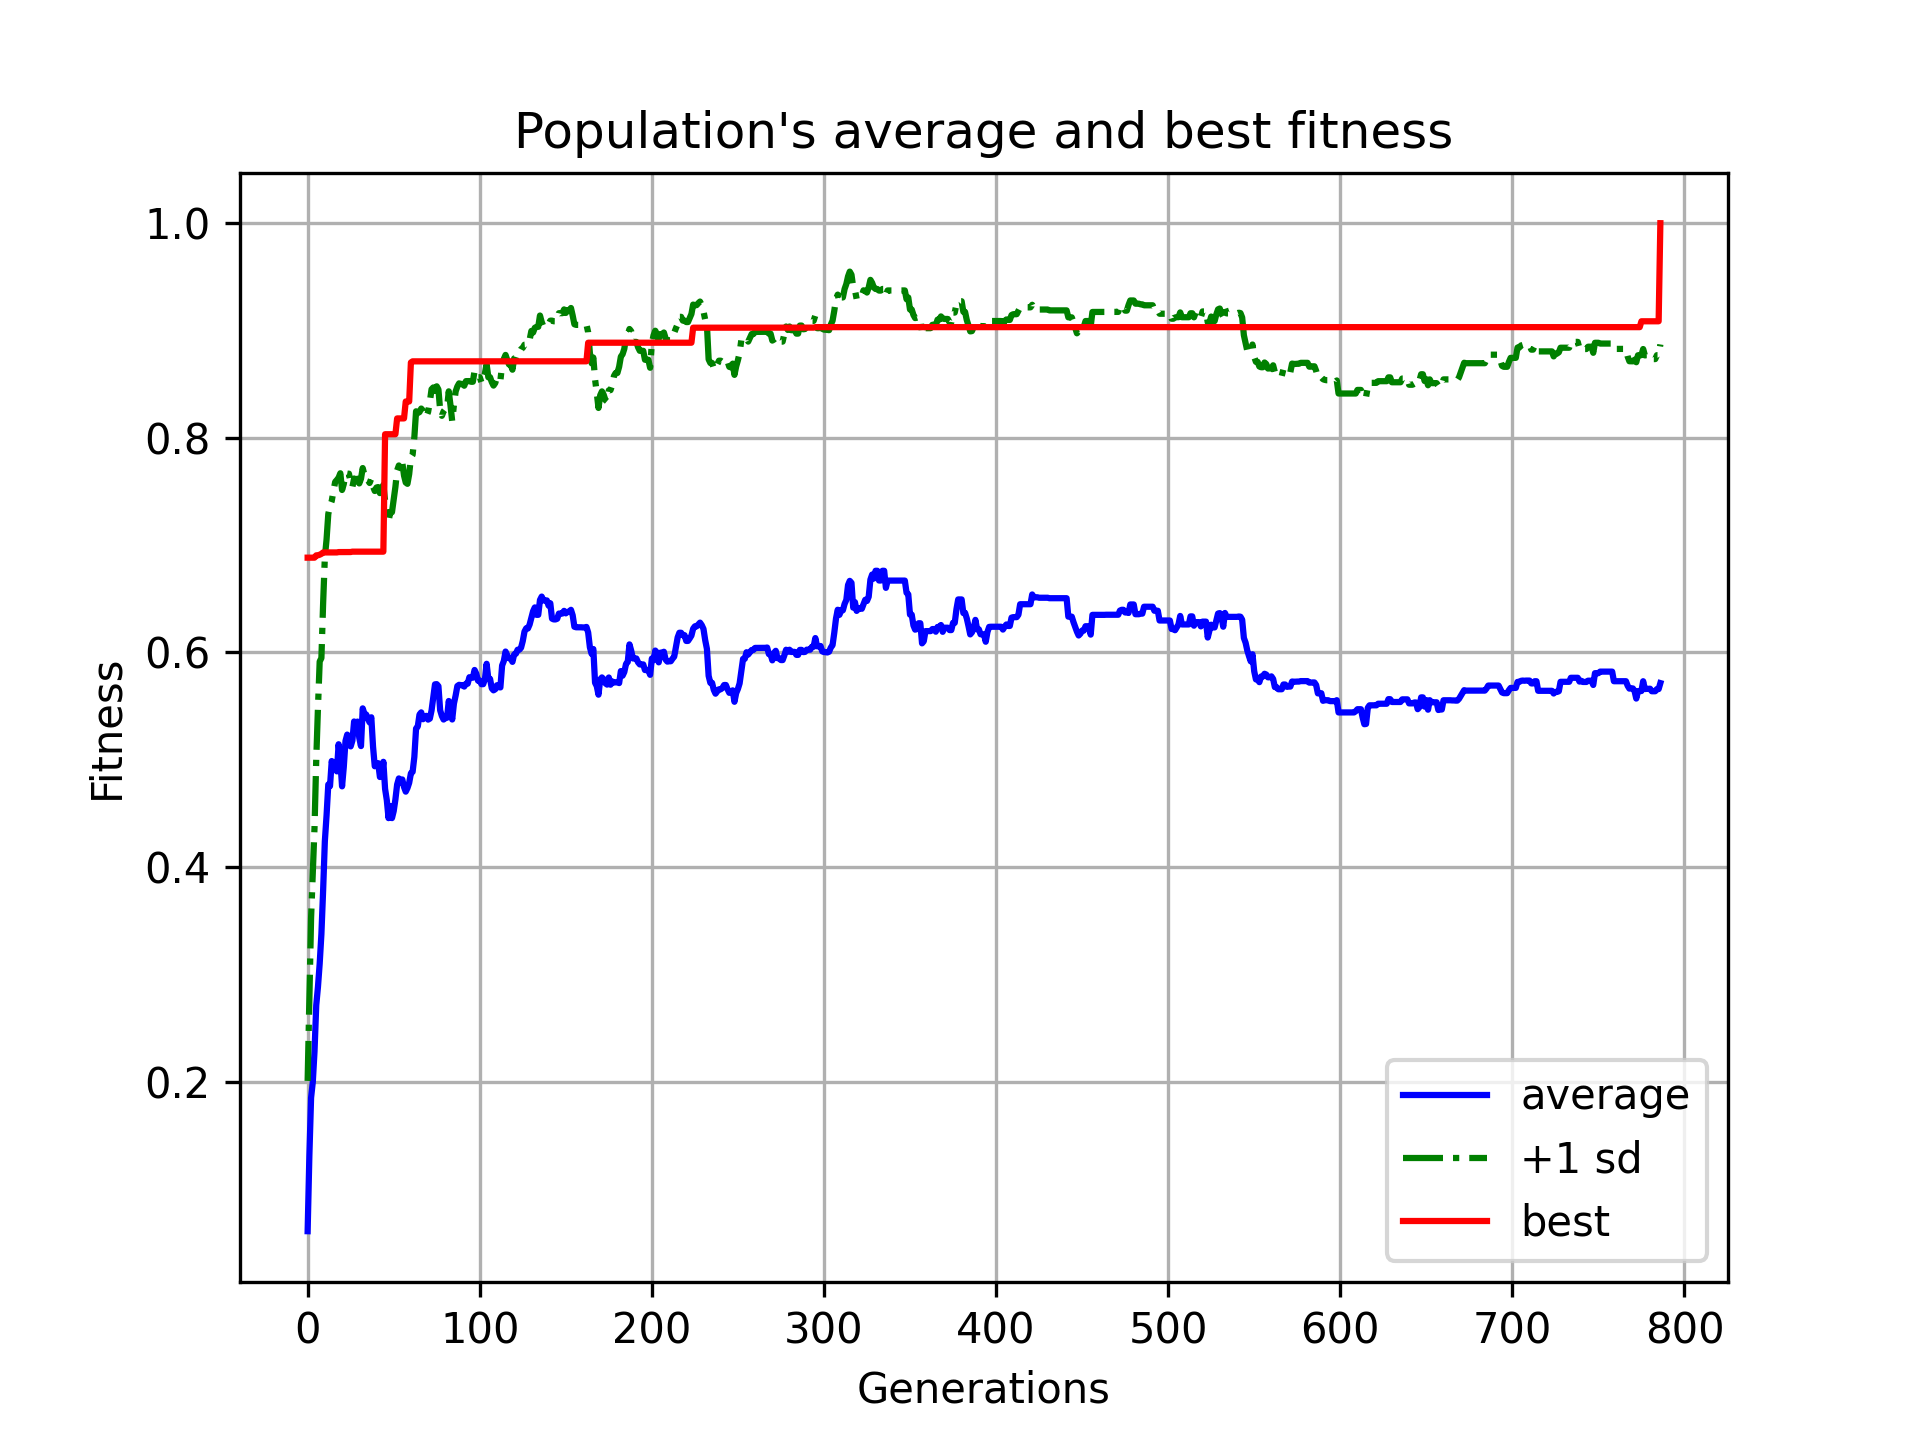 Population's average and best fitness
1.0
0.8
0.6
0.4
0.2
Fitness
0 100 200 300 400 500 600 700 800
Generations
average
+1 sd
best